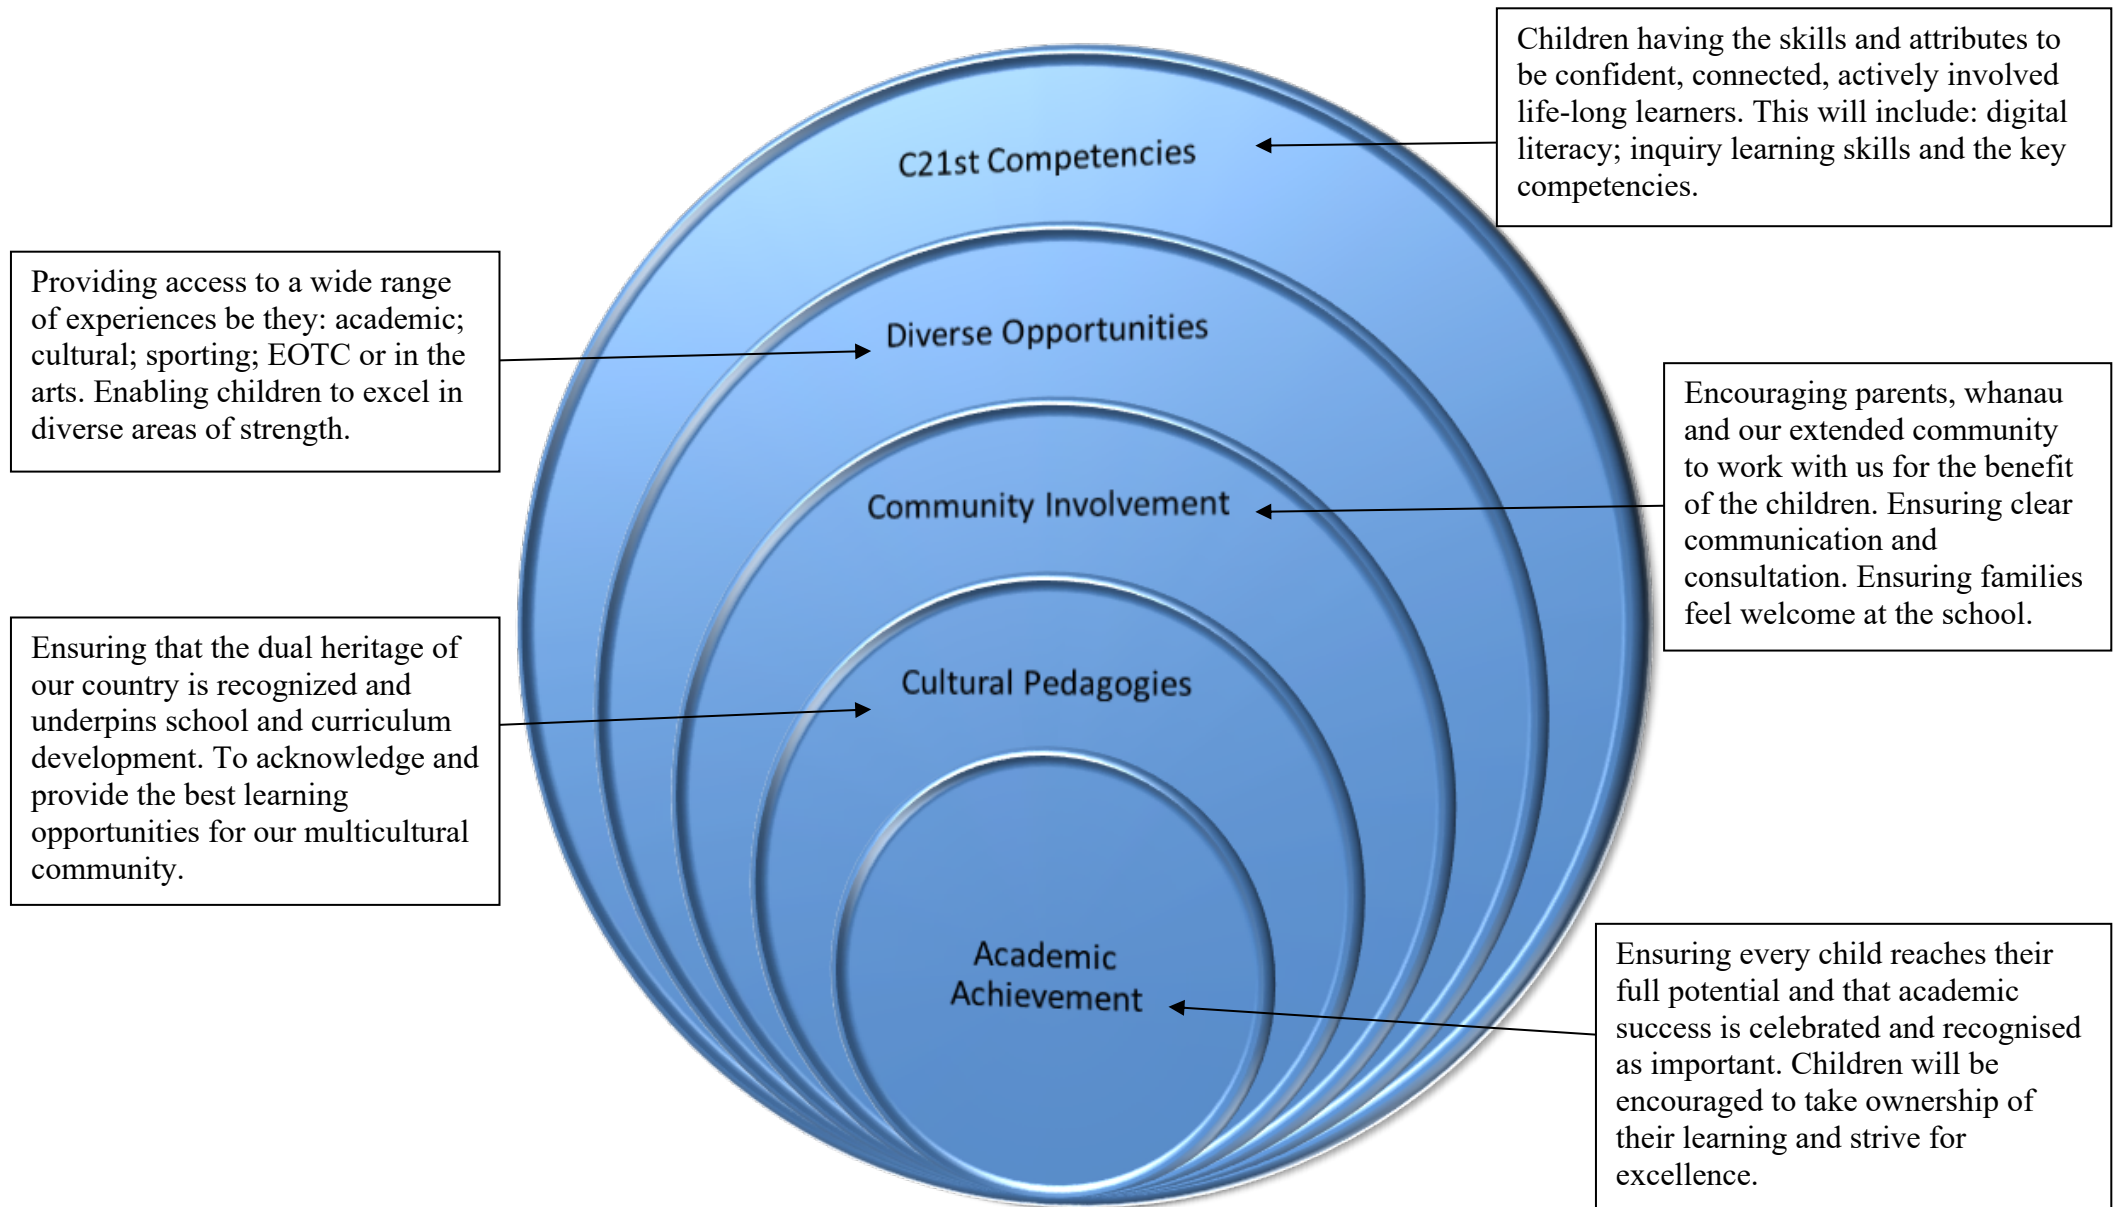 Children having the skills and attributes to
be confident, connected, actively involved
life-long learners. This will include: digital
literacy; inquiry learning skills and the key
competencies.
C21st Competencies
Providing access to a wide range
of experiences be they: academic;
cultural; sporting; EOTC or in the
arts. Enabling children to excel in
diverse areas of strength.
Diverse Opportunities
Encouraging parents, whanau
and our extended community
to work with us for the benefit
of the children. Ensuring clear
communication and
consultation. Ensuring families
feel welcome at the school.
Community Involvement
Ensuring that the dual heritage of
our country is recognized and
underpins school and curriculum
development. To acknowledge and
provide the best learning
opportunities for our multicultural
community.
Cultural Pedagogies
Academic
Achievement
Ensuring every child reaches their
full potential and that academic
success is celebrated and recognised
as important. Children will be
encouraged to take ownership of
their learning and strive for
excellence.